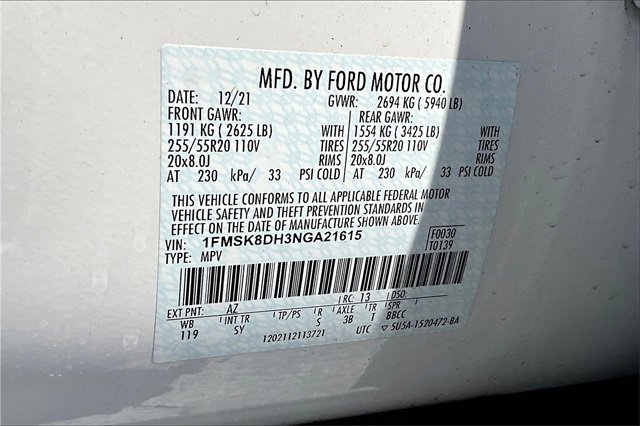 MFD. BY FORD MOTOR CO.
DATE: 12/21 GVWR: 2694 KG ( 5940 LB)
FRONT GAWR: REAR GAWR:
1191 KG ( 2625 LB) WITH 1554 KG ( 3425 LB) WITH
255/55R20 110V TIRES 255/55R20 110V TIRES
20x8.0J RIMS 20x8.0J RIMS
AT 230 kPa/ 33 PSI COLD AT 230 kPa/ 33 PSI COLD
THIS VEHICLE CONFORMS TO ALL APPLICABLE FEDERAL MOTOR
VEHICLE SAFETY AND THEFT PREVENTION STANDARDS IN
EFFECT ON THE DATE OF MANUFACTURE SHOWN ABOVE.
VIN: 1FMSK8DH3NGA21615 F0030
TYPE: MPV T0139
EXT PNT: AZ RC: 13 DSO:
WB INT TR TP/PS R AXLE TR SPR
119 SY S 3B T BBCC
1202112113721 UTC ▽ 5U5A-1520472-BA